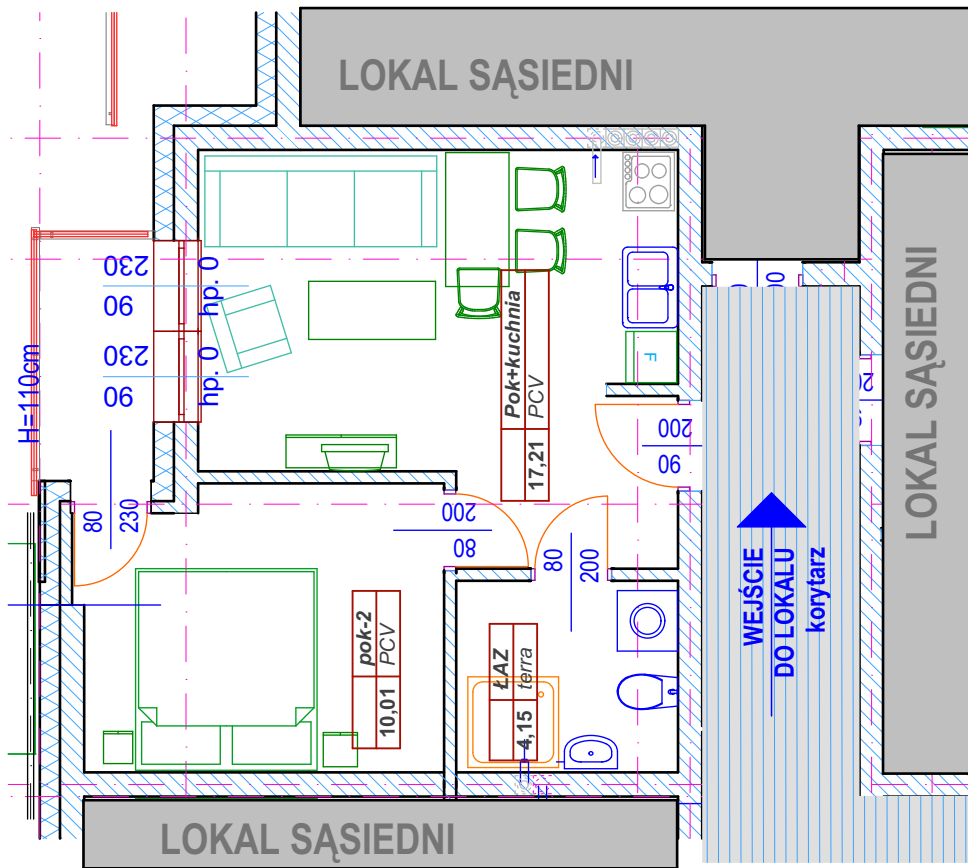 LOKAL SĄSIEDNI
230
90
hp. 0
230
90
hp. 0
H=110cm
Pok+kuchnia
PCV
17,21
F
200
90
LOKAL SĄSIEDNI
80
230
200
80
80
200
pok-2
PCV
10,01
ŁAZ
terra
4,15
WEJŚCIE
DO LOKALU
korytarz
LOKAL SĄSIEDNI